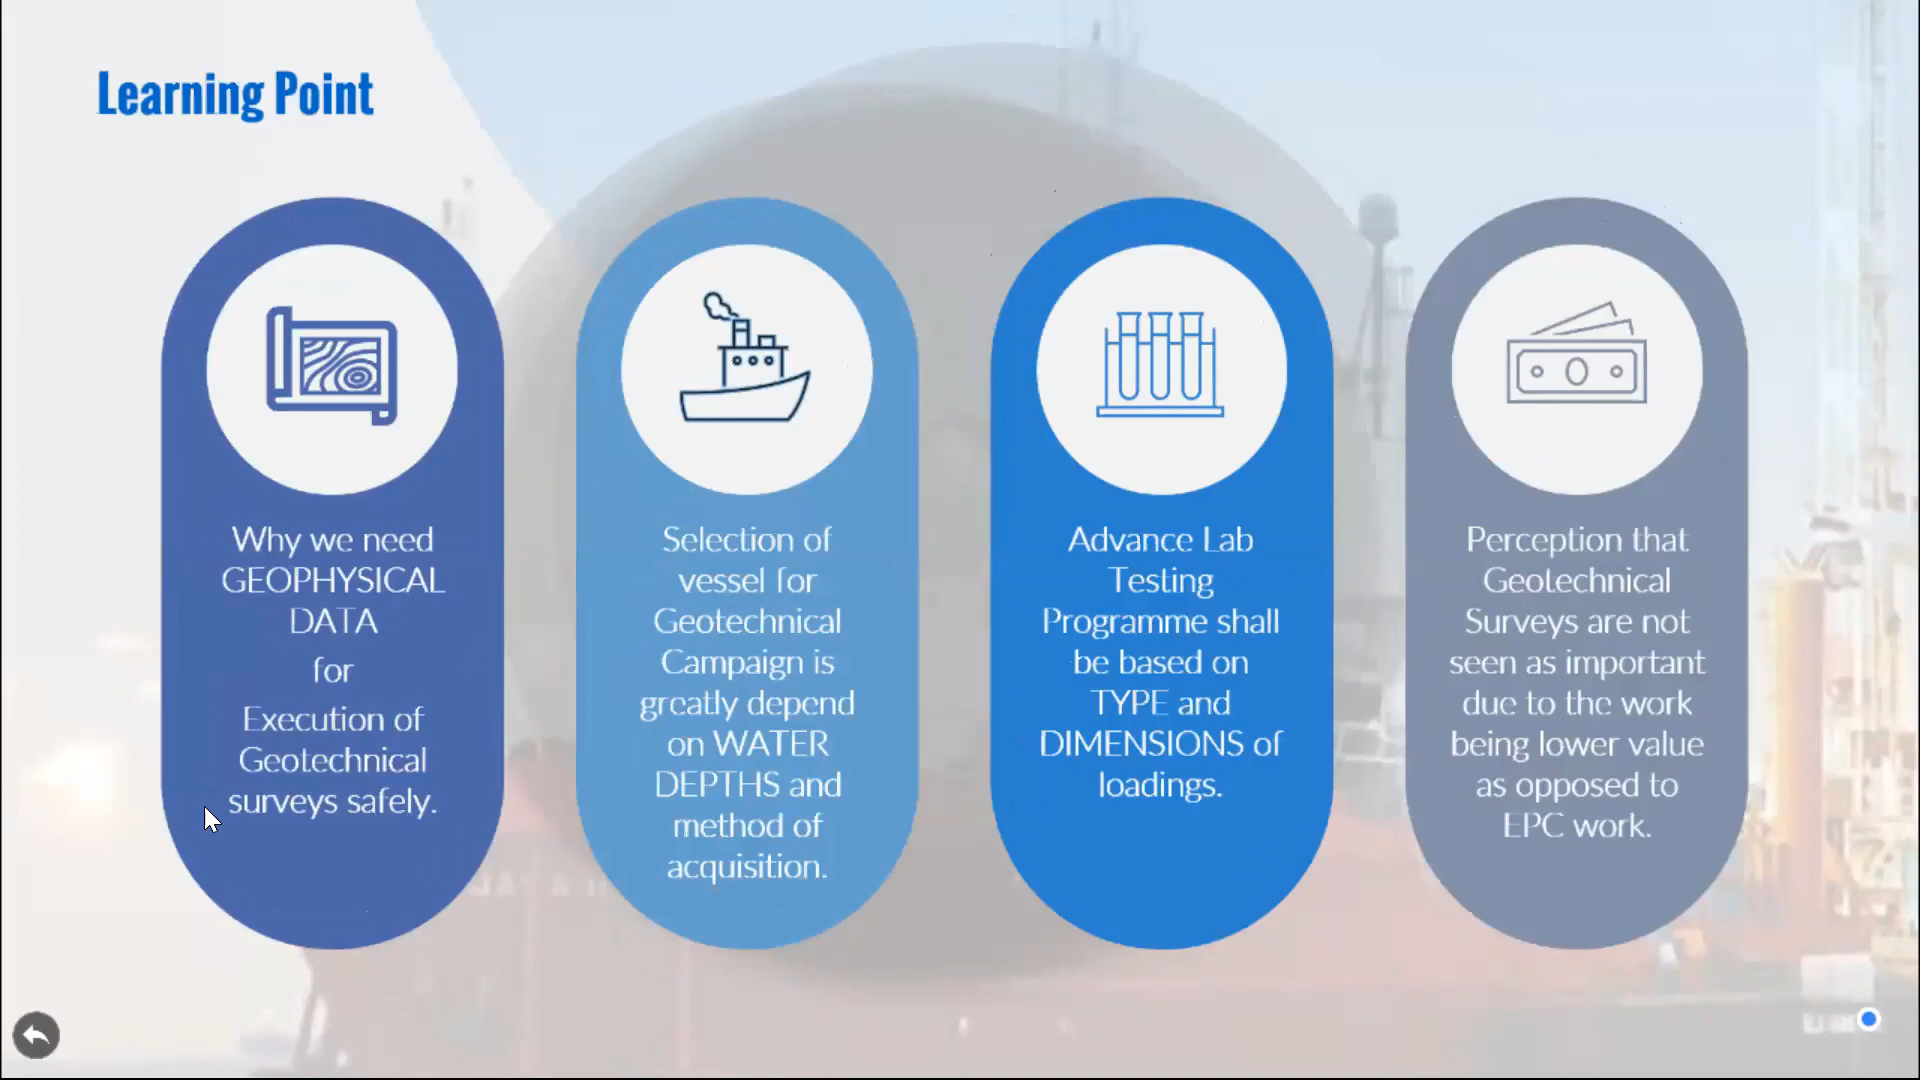 Learning Point
Why we need
GEOPHYSICAL
DATA
for
Execution of
Geotechnical
surveys safely.
Selection of
vessel for
Geotechnical
Campaign is
greatly depend
on WATER
DEPTHS and
method of
acquisition.
Advance Lab
Testing
Programme shall
be based on
TYPE and
DIMENSIONS of
loadings.
Perception that
Geotechnical
Surveys are not
seen as important
due to the work
being lower value
as opposed to
EPC work.